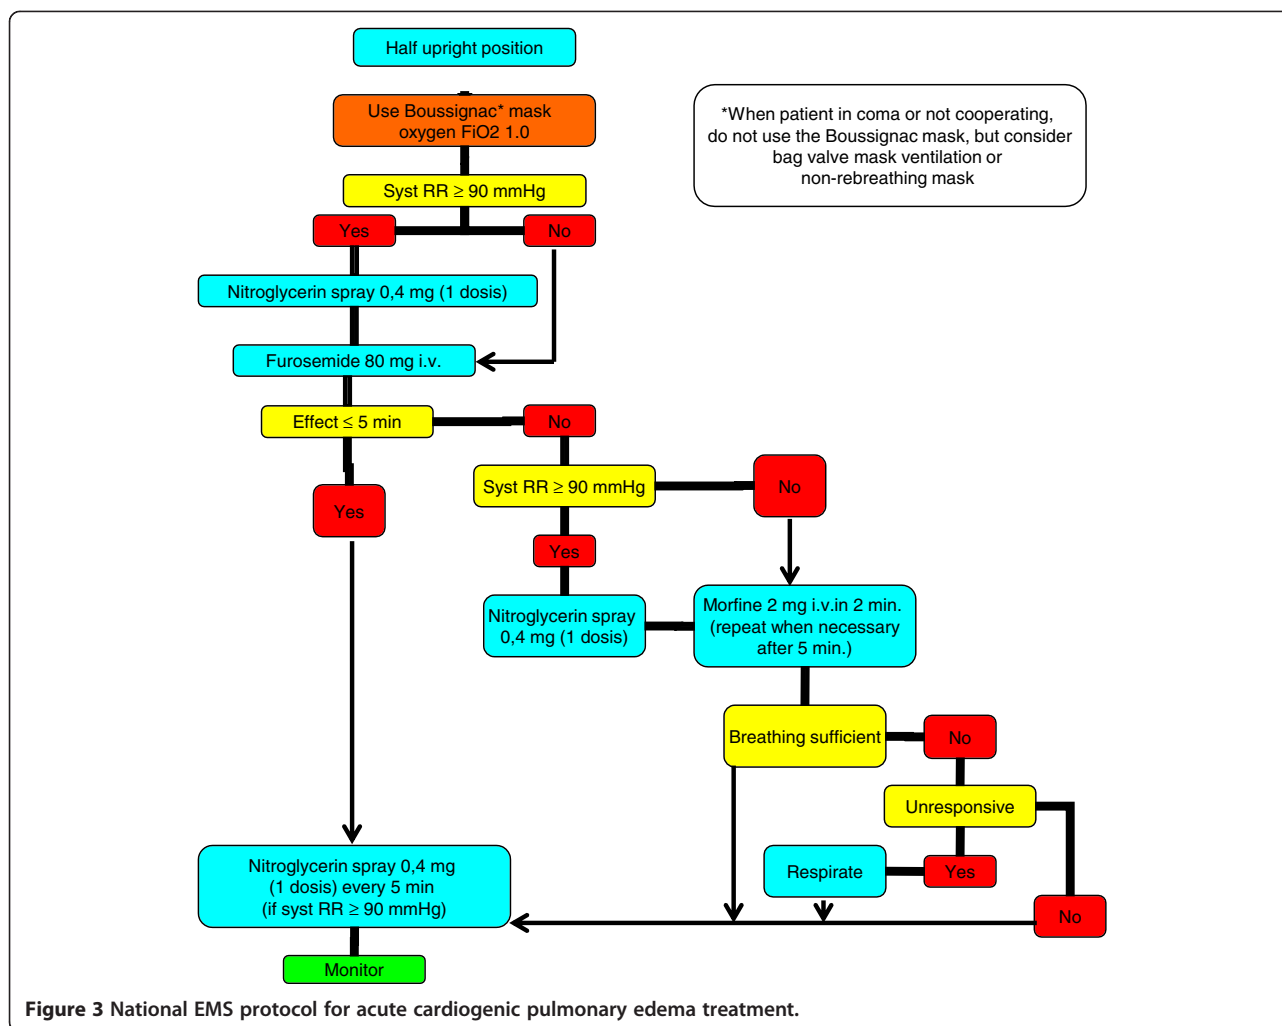 Half upright position
Use Boussignac* mask
oxygen FiO2 1.0
*When patient in coma or not cooperating,
do not use the Boussignac mask, but consider
bag valve mask ventilation or
non-rebreathing mask
Syst RR ≥ 90 mmHg
Yes
No
Nitroglycerin spray 0,4 mg (1 dosis)
Furosemide 80 mg i.v.
Effect ≤ 5 min
No
Syst RR ≥ 90 mmHg
No
Yes
Yes
Nitroglycerin spray
0,4 mg (1 dosis)
Morfine 2 mg i.v.in 2 min.
(repeat when necessary
after 5 min.)
Breathing sufficient
No
Unresponsive
Respirate
Yes
No
Nitroglycerin spray 0,4 mg
(1 dosis) every 5 min
(if syst RR ≥ 90 mmHg)
Monitor
Figure 3 National EMS protocol for acute cardiogenic pulmonary edema treatment.